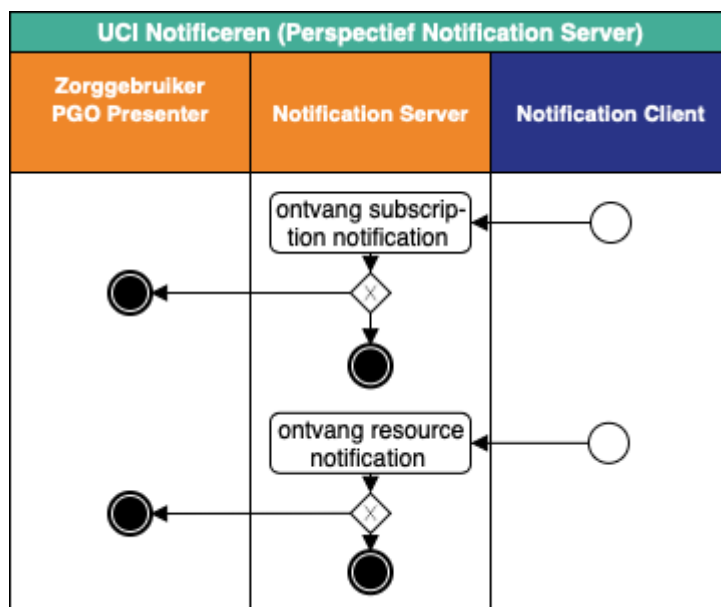 UCI Notificeren (Perspectief Notification Server)
Zorggebruiker
PGO Presenter
Notification Server
Notification Client
ontvang subscrip-
tion notification
X
ontvang resource
notification
X